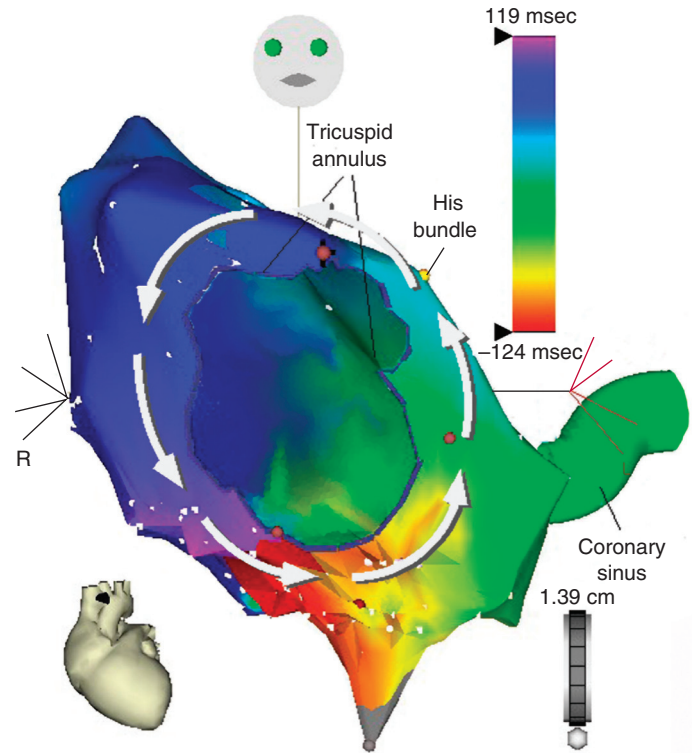 119 msec
Tricuspid
annulus
His
bundle
–124 msec
R
Coronary
sinus
1.39 cm